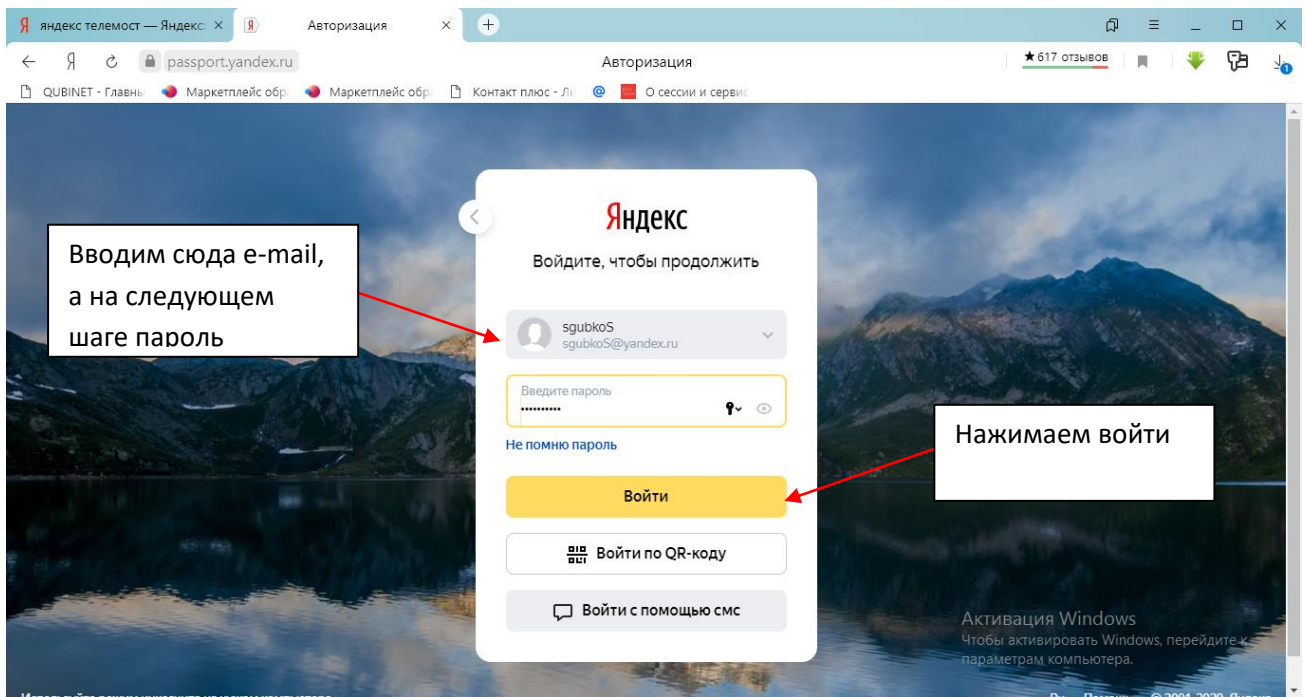 Я яндекс телемост — Яндекс:
Я Авторизация
Я passport.yandex.ru Авторизация ★617 отзывов
QUBINET - Главны Маркетплейс обр Маркетплейс обр Контакт плюс - Ли О сессии и сервис
1
Вводим сюда e-mail,
а на следующем
шаге пароль
Яндекс
Войдите, чтобы продолжить
sgubkoS
sgubkoS@yandex.ru
Введите пароль
••••••••••
Не помню пароль
Нажимаем войти
Войти
Войти по QR-коду
Войти с помощью смс
Активация Windows
Чтобы активировать Windows, перейдите к
параметрам компьютера.